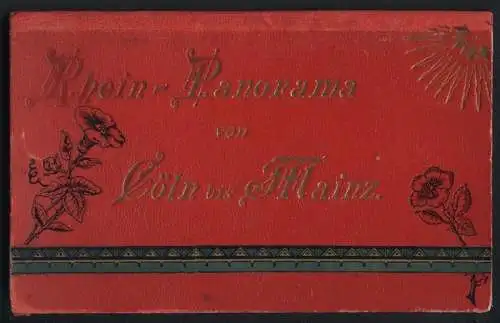 Rhein-Panorama
von
Cöln bis Mainz.